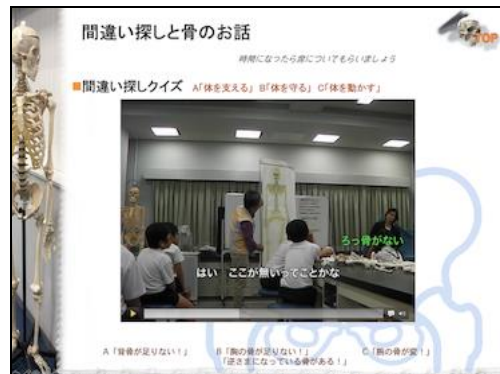 間違い探しと骨のお話
TOP
時間になったら席についてもらいましょう
■間違い探しクイズ A「体を支える」 B「体を守る」 C「体を動かす」
ろっ骨がない
はい ここが無いってことかな
A「背骨が足りない！」 B「胸の骨が足りない！」 C「腕の骨が変！」
「逆さまになっている骨がある！」